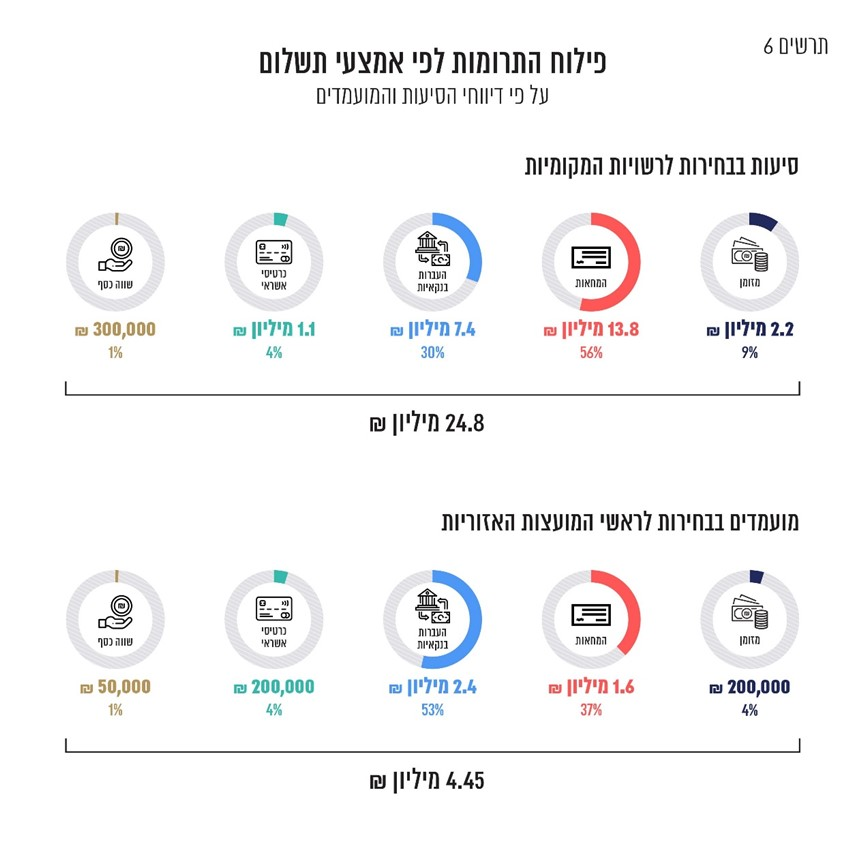 תרשים 6
פילוח התרומות לפי אמצעי תשלום
על פי דיווחי הסיעות והמועמדים
סיעות בבחירות לרשויות המקומיות
מזומן
המחאות
העברות
בנקאיות
כרטיסי
אשראי
שווה כסף
2.2 מיליון ₪
13.8 מיליון ₪
7.4 מיליון ₪
1.1 מיליון ₪
300,000 ₪
9%
56%
30%
4%
1%
24.8 מיליון ₪
מועמדים בבחירות לראשי המועצות האזוריות
מזומן
המחאות
העברות
בנקאיות
כרטיסי
אשראי
שווה כסף
200,000 ₪
1.6 מיליון ₪
2.4 מיליון ₪
200,000 ₪
50,000 ₪
4%
37%
53%
4%
1%
4.45 מיליון ₪